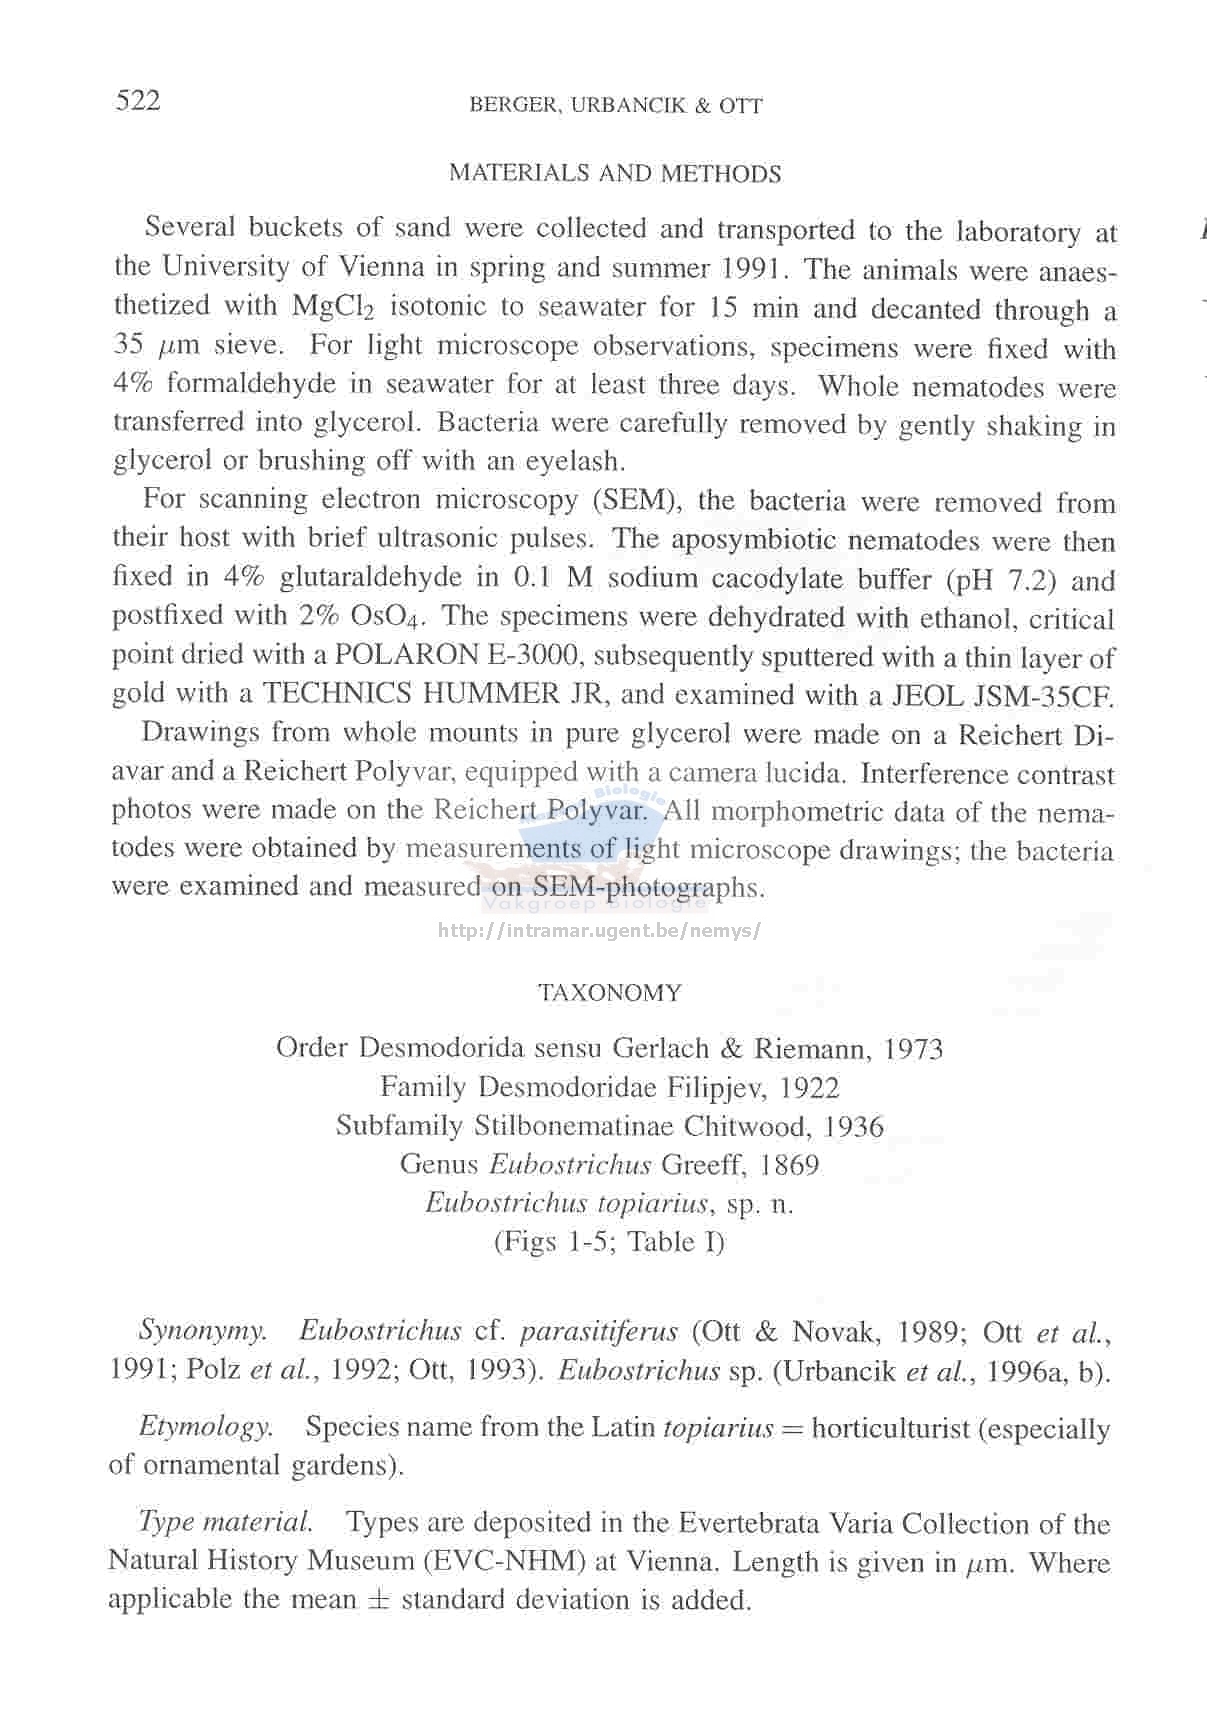 522
BERGER, URBANCIK & OTT
MATERIALS AND METHODS
Several buckets of sand were collected and transported to the laboratory at
the University of Vienna in spring and summer 1991. The animals were anaes-
thetized with MgCl₂ isotonic to seawater for 15 min and decanted through a
35 μm sieve. For light microscope observations, specimens were fixed with
4% formaldehyde in seawater for at least three days. Whole nematodes were
transferred into glycerol. Bacteria were carefully removed by gently shaking in
glycerol or brushing off with an eyelash.
For scanning electron microscopy (SEM), the bacteria were removed from
their host with brief ultrasonic pulses. The aposymbiotic nematodes were then
fixed in 4% glutaraldehyde in 0.1 M sodium cacodylate buffer (pH 7.2) and
postfixed with 2% OsO₄. The specimens were dehydrated with ethanol, critical
point dried with a POLARON E-3000, subsequently sputtered with a thin layer of
gold with a TECHNICS HUMMER JR, and examined with a JEOL JSM-35CF.
Drawings from whole mounts in pure glycerol were made on a Reichert Di-
avar and a Reichert Polyvar, equipped with a camera lucida. Interference contrast
photos were made on the Reichert Polyvar. All morphometric data of the nema-
todes were obtained by measurements of light microscope drawings; the bacteria
were examined and measured on SEM-photographs.
Vakgroep Biologie
http://intramar.ugent.be/nemys/
TAXONOMY
Order Desmodorida sensu Gerlach & Riemann, 1973
Family Desmodoridae Filipjev, 1922
Subfamily Stilbonematinae Chitwood, 1936
Genus Eubostrichus Greeff, 1869
Eubostrichus topiarius, sp. n.
(Figs 1-5; Table I)
Synonymy. Eubostrichus cf. parasitiferus (Ott & Novak, 1989; Ott et al.,
1991; Polz et al., 1992; Ott, 1993). Eubostrichus sp. (Urbancik et al., 1996a, b).
Etymology. Species name from the Latin topiarius = horticulturist (especially
of ornamental gardens).
Type material. Types are deposited in the Evertebrata Varia Collection of the
Natural History Museum (EVC-NHM) at Vienna. Length is given in μm. Where
applicable the mean ± standard deviation is added.